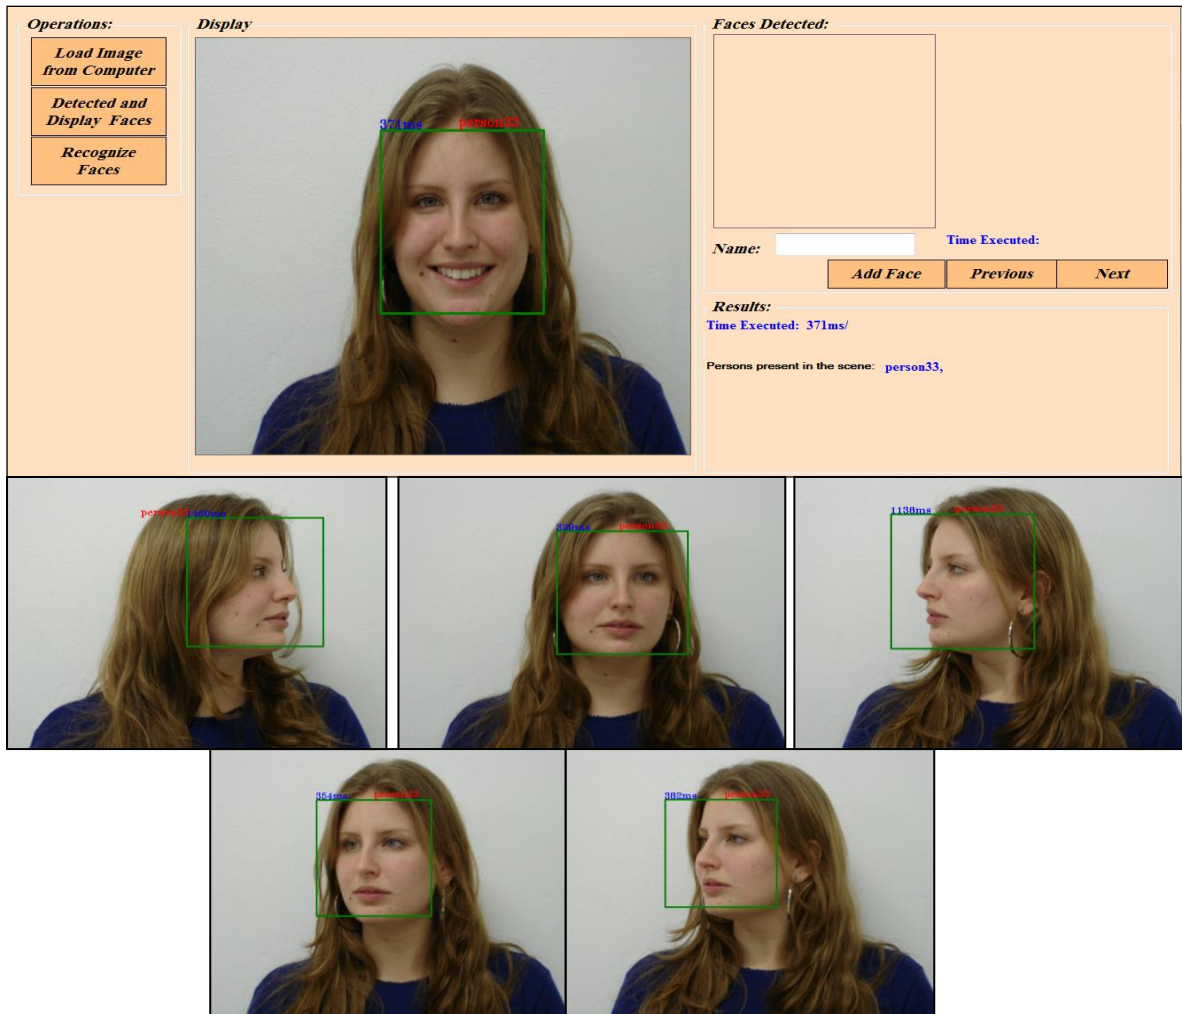 Operations:
Load Image
from Computer
Detected and
Display Faces
Recognize
Faces
Display
371ms person33
Faces Detected:
Name:
Time Executed:
Add Face
Previous
Next
Results:
Time Executed: 371ms/
Persons present in the scene: person33,
1138ms
354ms
382ms